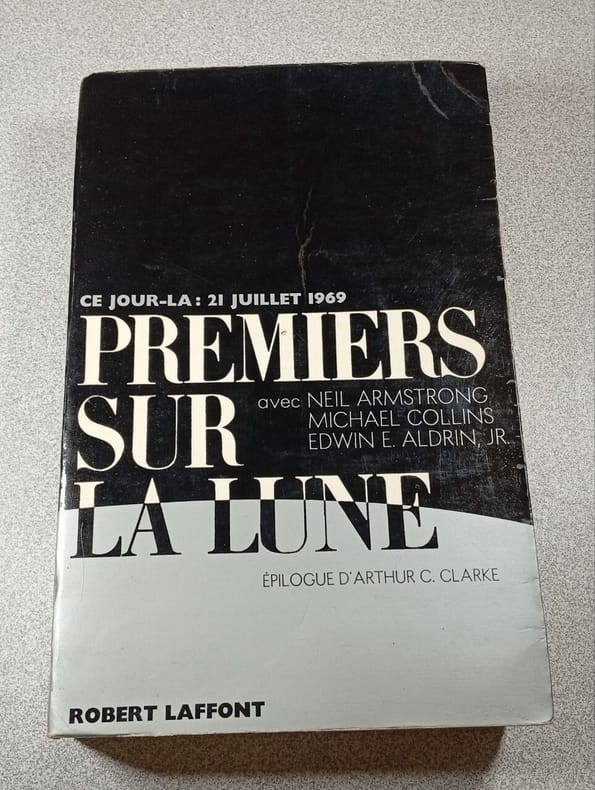 CE JOUR-LA: 21 JUILLET 1969
PREMIERS
SUR
avec NEIL ARMSTRONG
MICHAEL COLLINS
EDWIN E. ALDRIN, JR.
LA LUNE
ÉPILOGUE D'ARTHUR C. CLARKE
ROBERT LAFFONT